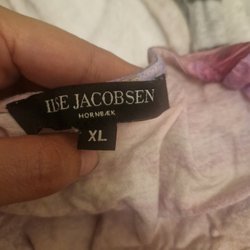 ILSE JACOBSEN
HORNBÆK
XL